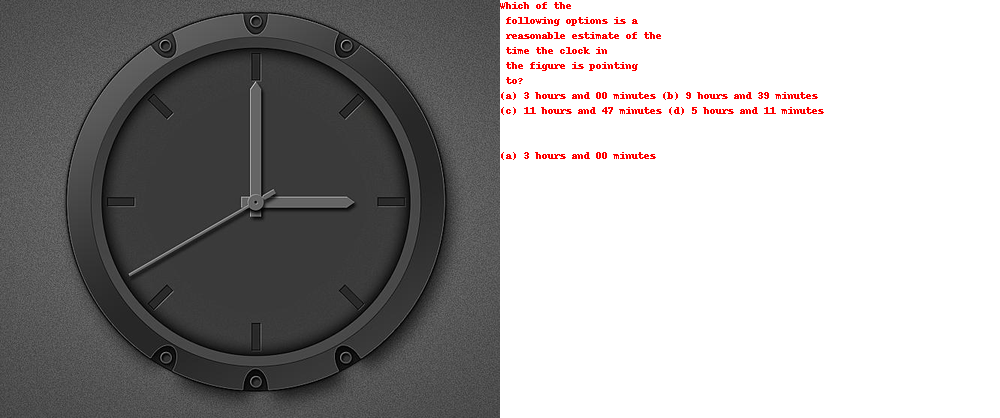 Which of the
following options is a
reasonable estimate of the
time the clock in
the figure is pointing
to?
(a) 3 hours and 00 minutes (b) 9 hours and 39 minutes
(c) 11 hours and 47 minutes (d) 5 hours and 11 minutes
(a) 3 hours and 00 minutes